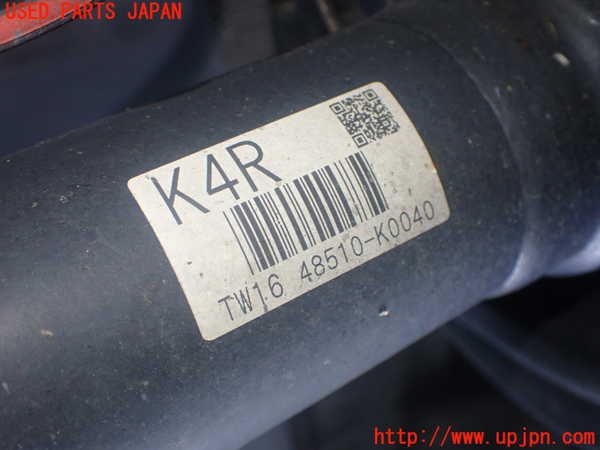 USED PARTS JAPAN
K4R
TW16 48510-K0040
http://www.upjpn.com/